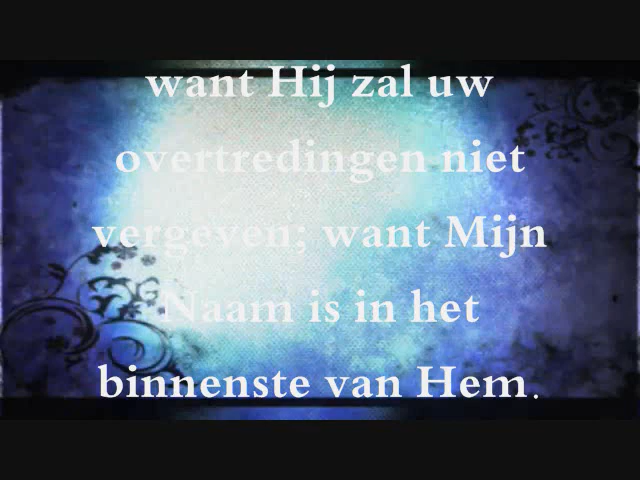 want Hij zal uw
overtredingen niet
vergeven; want Mijn
Naam is in het
binnenste van Hem.